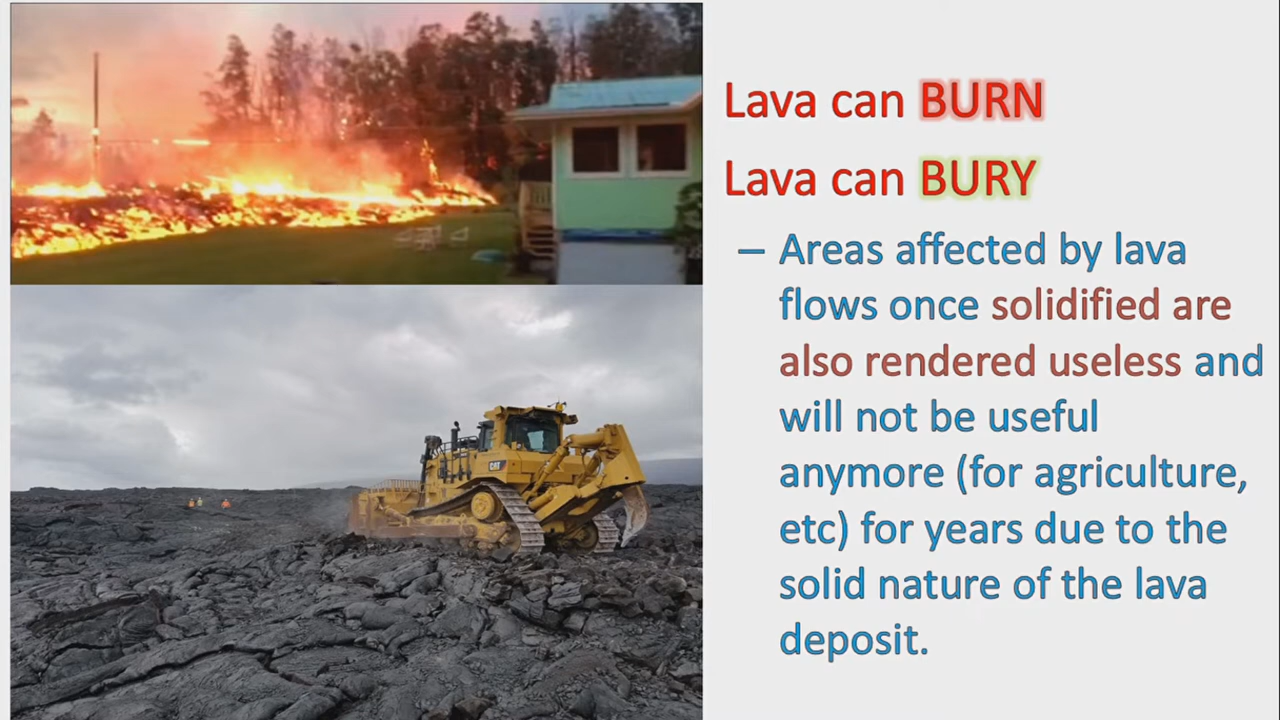 Lava can BURN
Lava can BURY
– Areas affected by lava
flows once solidified are
also rendered useless and
will not be useful
anymore (for agriculture,
etc) for years due to the
solid nature of the lava
deposit.
CAT